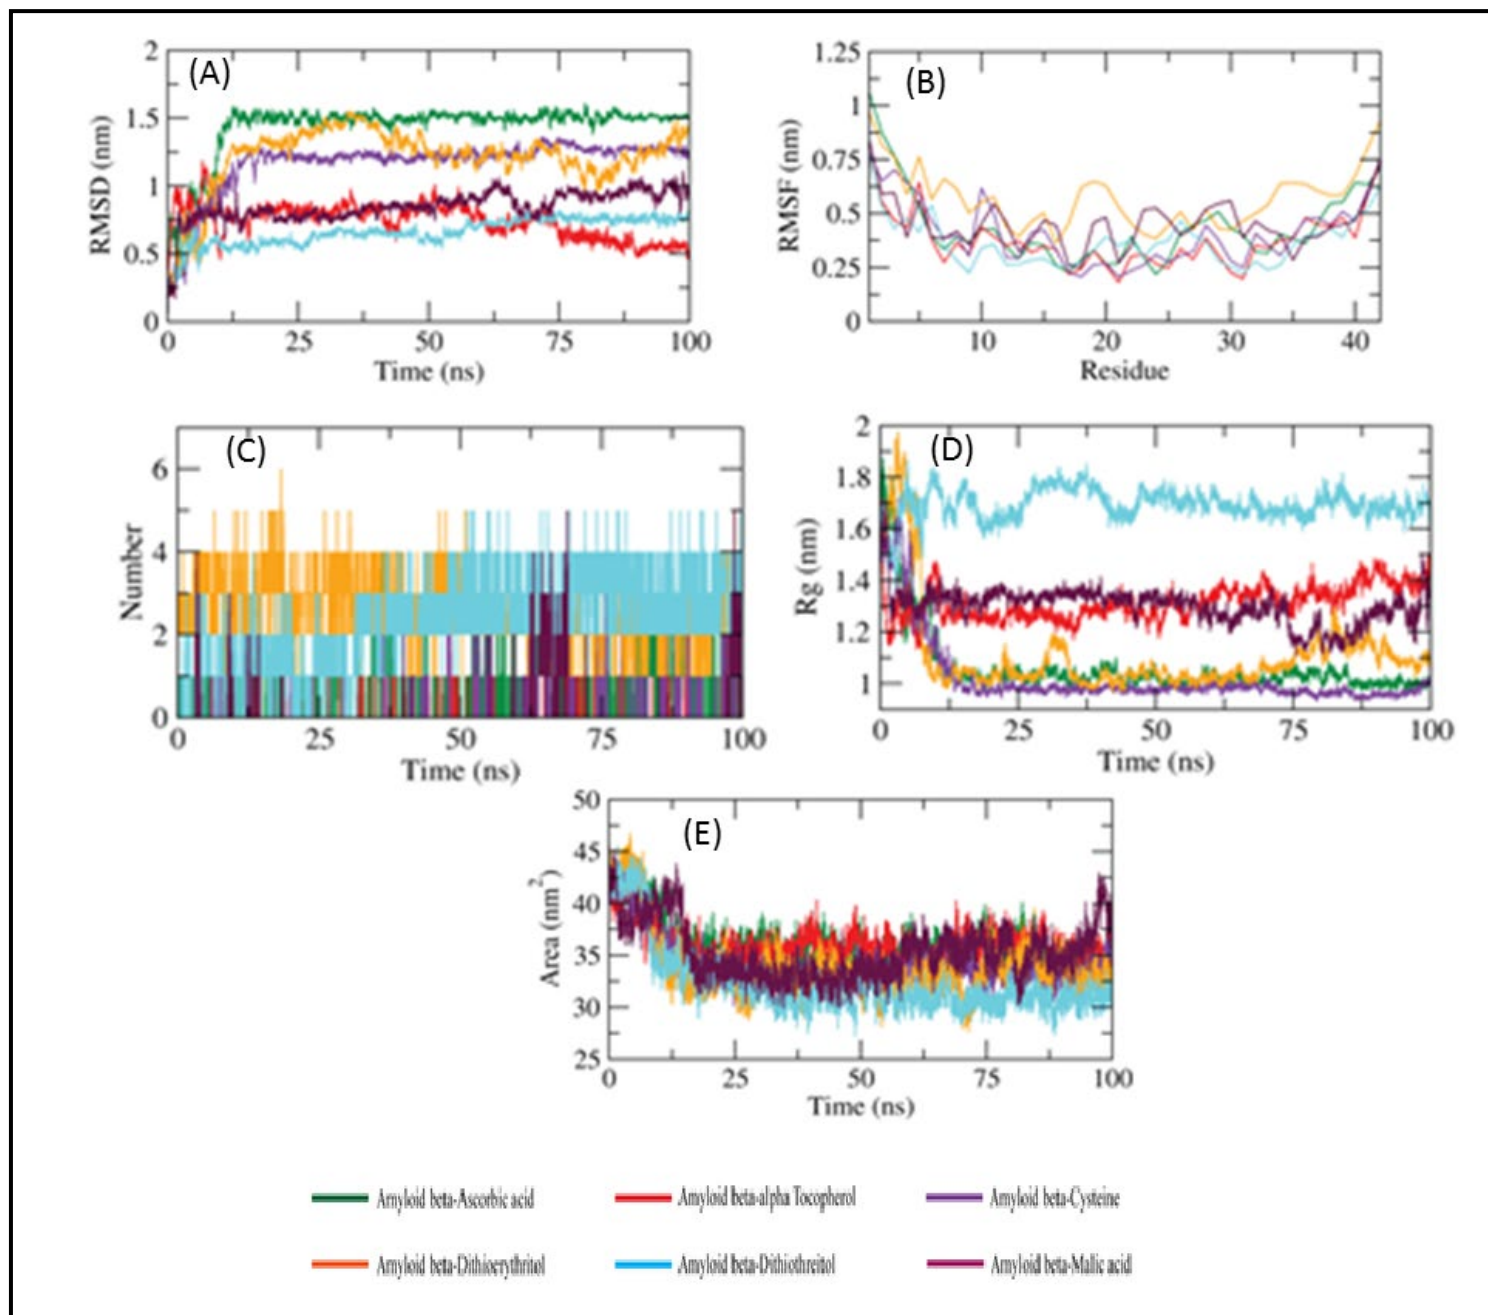 (A)
2
1.5
1
0.5
0
RMSD (nm)
0 25 50 75 100
Time (ns)
(B)
1.25
1
0.75
0.5
0.25
0
RMSF (nm)
10 20 30 40
Residue
(C)
6
4
2
0
Number
0 25 50 75 100
Time (ns)
(D)
2
1.8
1.6
1.4
1.2
1
Rg (nm)
0 25 50 75 100
Time (ns)
(E)
50
45
40
35
30
25
Area (nm²)
0 25 50 75 100
Time (ns)
Amyloid beta-Ascorbic acid
Amyloid beta-alpha Tocopherol
Amyloid beta-Cysteine
Amyloid beta-Dithioerythritol
Amyloid beta-Dithiothreitol
Amyloid beta-Malic acid